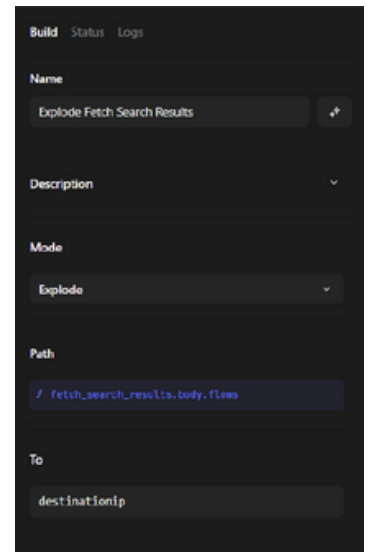 Build Status Logs
Name
Explode Fetch Search Results
Description
Mode
Explode
Path
fetch_search_results.body.flows
To
destinationip